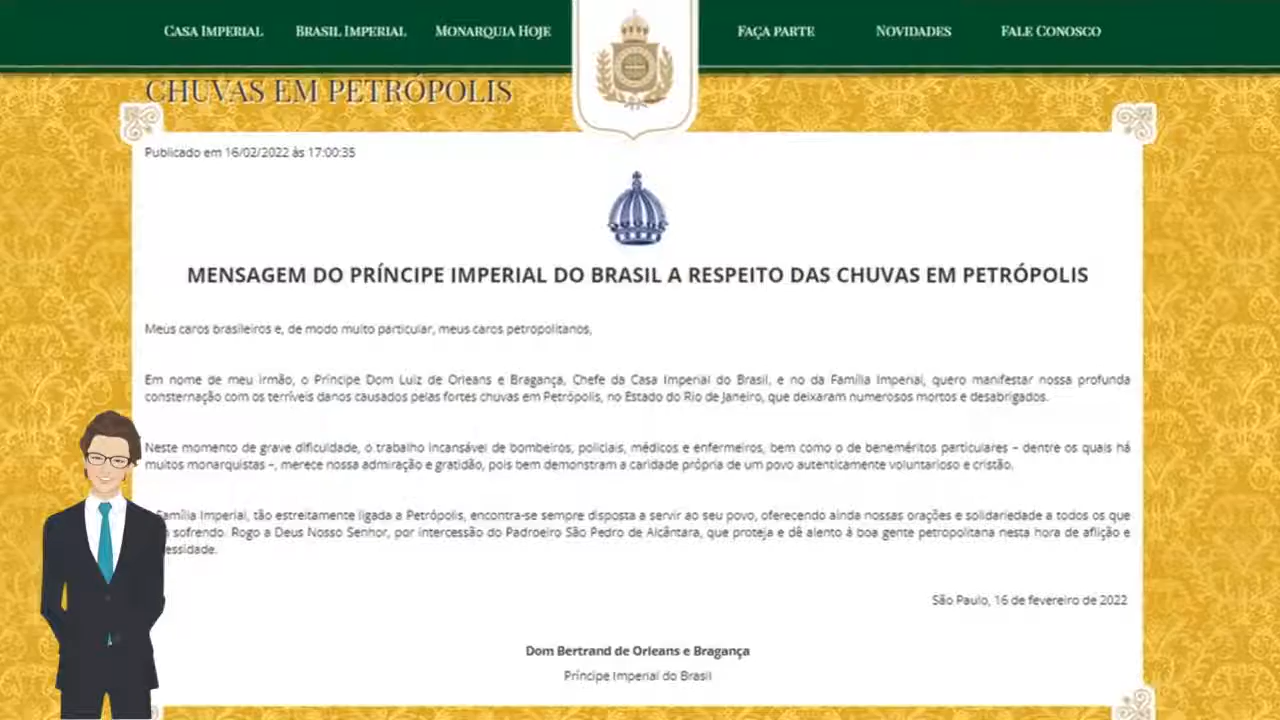 CASA IMPERIAL BRASIL IMPERIAL MONARQUIA HOJE FAÇA PARTE NOVIDADES FALE CONOSCO
CHUVAS EM PETRÓPOLIS
Publicado em 16/02/2022 às 17:00:35
MENSAGEM DO PRÍNCIPE IMPERIAL DO BRASIL A RESPEITO DAS CHUVAS EM PETRÓPOLIS
Meus caros brasileiros e, de modo muito particular, meus caros petropolitanos,
Em nome de meu irmão, o Príncipe Dom Luiz de Orleans e Bragança, Chefe da Casa Imperial do Brasil, e no da Família Imperial, quero manifestar nossa profunda
consternação com os terríveis danos causados pelas fortes chuvas em Petrópolis, no Estado do Rio de Janeiro, que deixaram numerosos mortos e desabrigados.
Neste momento de grave dificuldade, o trabalho incansável de bombeiros, policiais, médicos e enfermeiros, bem como o de beneméritos particulares – dentre os quais há
muitos monarquistas –, merece nossa admiração e gratidão, pois bem demonstram a caridade própria de um povo autenticamente voluntarioso e cristão.
Família Imperial, tão estreitamente ligada a Petrópolis, encontra-se sempre disposta a servir ao seu povo, oferecendo ainda nossas orações e solidariedade a todos os que
sofrendo. Rogo a Deus Nosso Senhor, por intercessão do Padroeiro São Pedro de Alcântara, que proteja e dê alento à boa gente petropolitana nesta hora de aflição e
essidade.
São Paulo, 16 de fevereiro de 2022
Dom Bertrand de Orleans e Bragança
Príncipe Imperial do Brasil